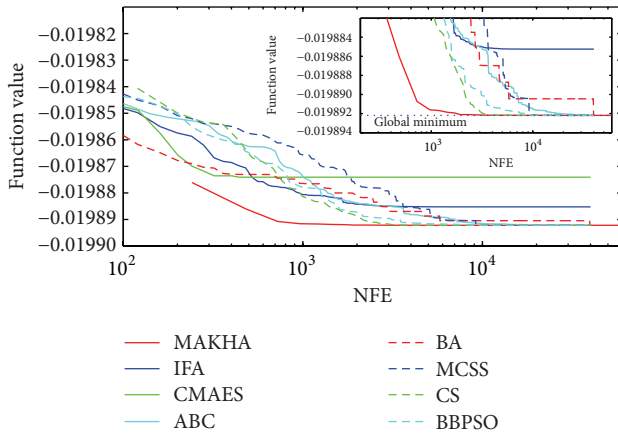 −0.01982
−0.01983
−0.01984
−0.01985
−0.01986
−0.01987
−0.01988
−0.01989
−0.01990
Function value
10^2
10^3
10^4
NFE
−0.019884
−0.019886
−0.019888
−0.019890
−0.019892
−0.019894
Function value
Global minimum
10^3
10^4
NFE
MAKHA
IFA
CMAES
ABC
BA
MCSS
CS
BBPSO